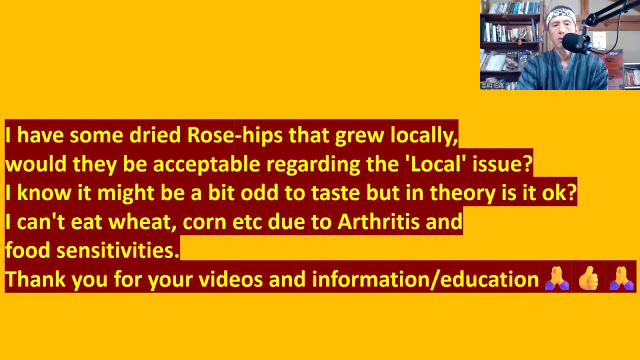 I have some dried Rose-hips that grew locally,
would they be acceptable regarding the 'Local' issue?
I know it might be a bit odd to taste but in theory is it ok?
I can't eat wheat, corn etc due to Arthritis and
food sensitivities.
Thank you for your videos and information/education 🙏 👍 🙏